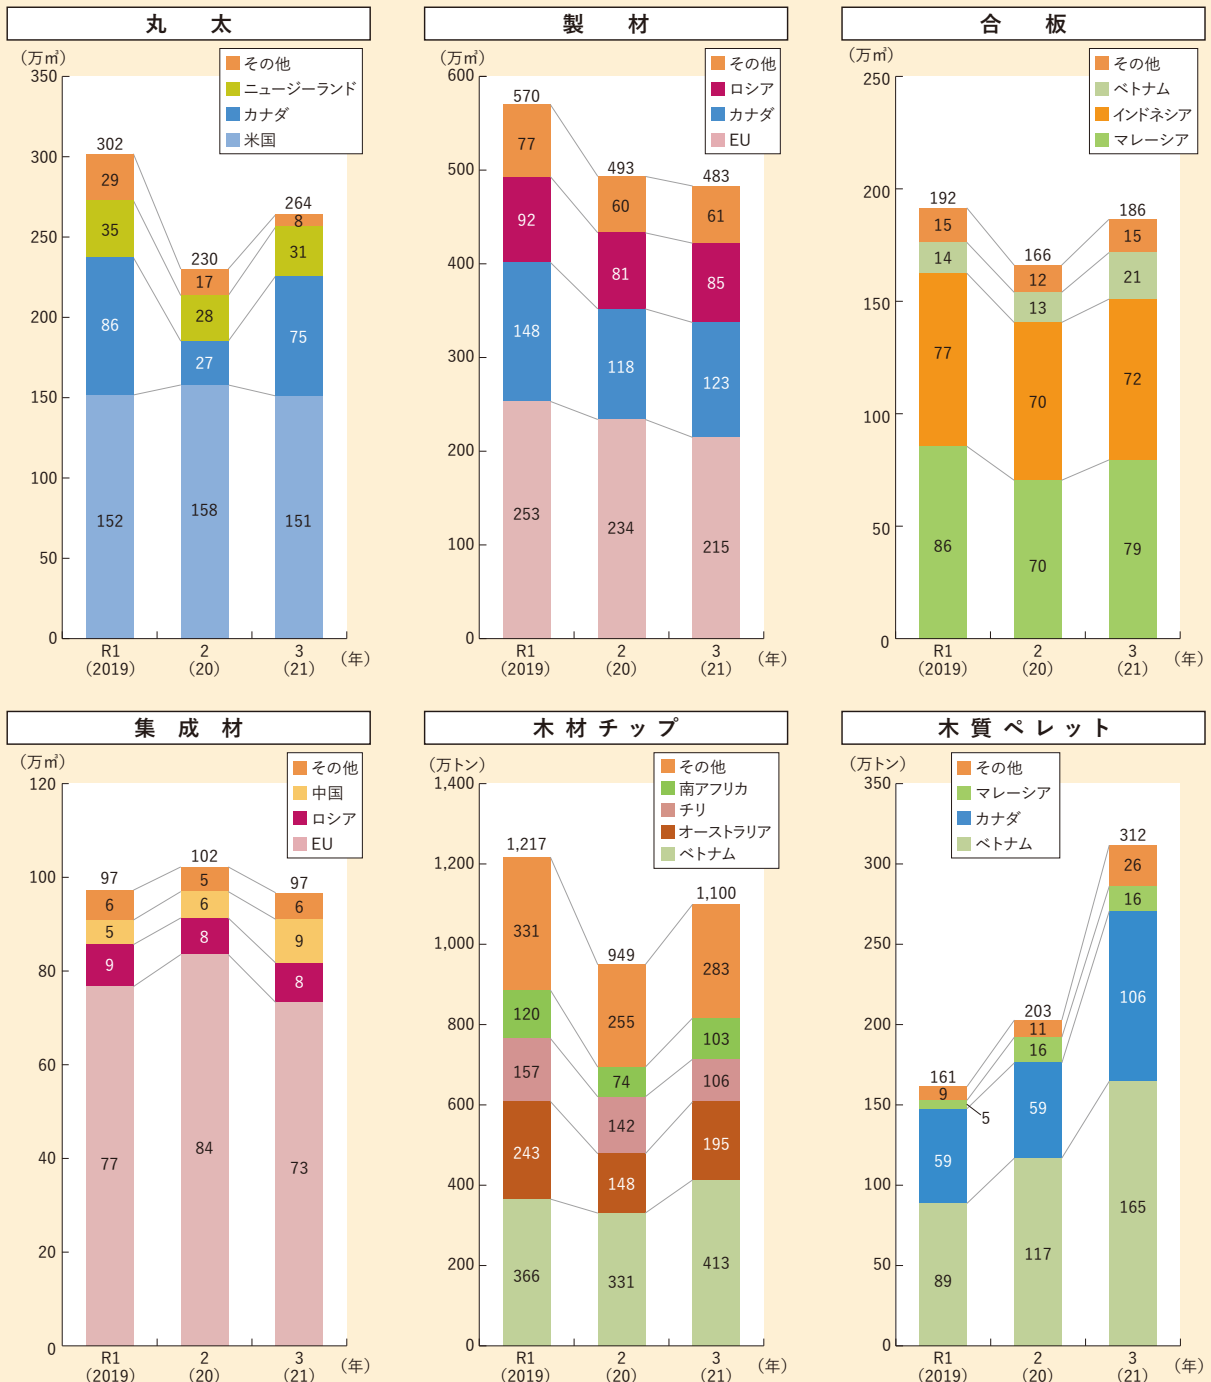 丸太
(万㎥)
その他
ニュージーランド
カナダ
米国
350
300
250
200
150
100
50
0
302
29
35
86
152
230
17
28
27
158
264
8
31
75
151
R1 2 3 (年)
(2019) (20) (21)
製材
(万㎥)
その他
ロシア
カナダ
EU
600
500
400
300
200
100
0
570
77
92
148
253
493
60
81
118
234
483
61
85
123
215
R1 2 3 (年)
(2019) (20) (21)
合板
(万㎥)
その他
ベトナム
インドネシア
マレーシア
250
200
150
100
50
0
192
15
14
77
86
166
12
13
70
70
186
15
21
72
79
R1 2 3 (年)
(2019) (20) (21)
集成材
(万㎥)
その他
中国
ロシア
EU
120
100
80
60
40
20
0
97
6
5
9
77
102
5
6
8
84
97
6
9
8
73
R1 2 3 (年)
(2019) (20) (21)
木材チップ
(万トン)
その他
南アフリカ
チリ
オーストラリア
ベトナム
1,400
1,200
1,000
800
600
400
200
0
1,217
331
120
157
243
366
949
255
74
142
148
331
1,100
283
103
106
195
413
R1 2 3 (年)
(2019) (20) (21)
木質ペレット
(万トン)
その他
マレーシア
カナダ
ベトナム
350
300
250
200
150
100
50
0
161
9
5
59
89
203
11
16
59
117
312
26
16
106
165
R1 2 3 (年)
(2019) (20) (21)